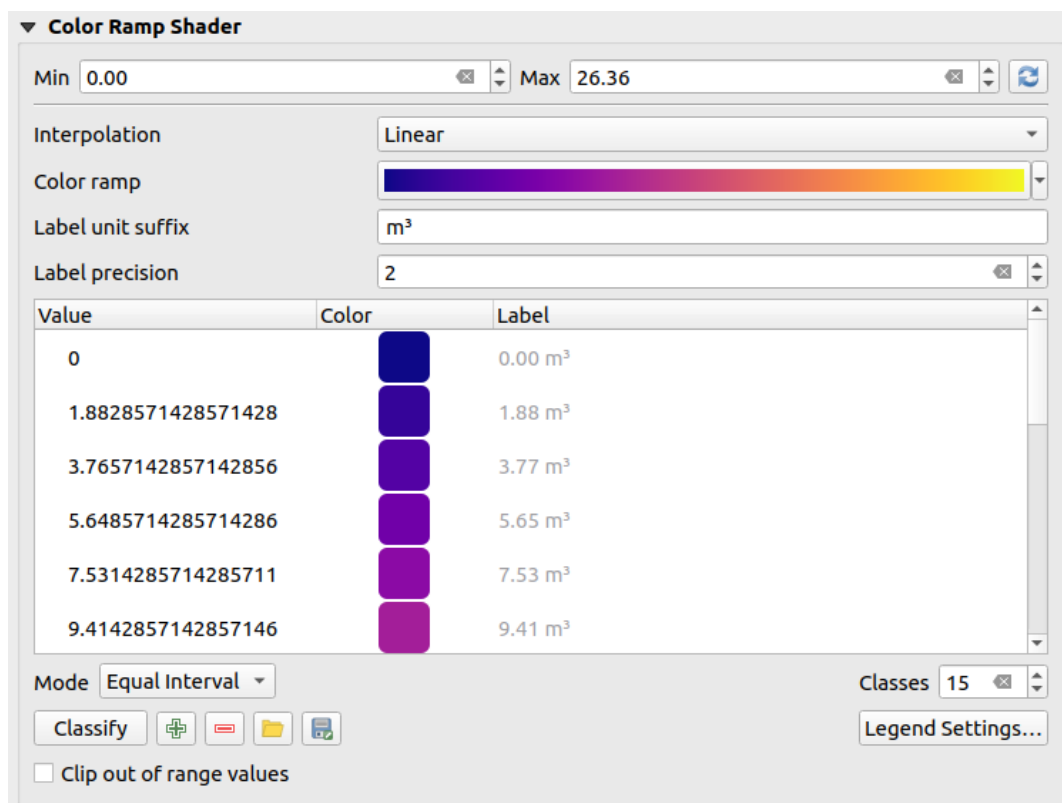 Color Ramp Shader
Min 0.00 Max 26.36
Interpolation Linear
Color ramp
Label unit suffix m³
Label precision 2
Value Color Label
0 0.00 m³
1.8828571428571428 1.88 m³
3.7657142857142856 3.77 m³
5.6485714285714286 5.65 m³
7.5314285714285711 7.53 m³
9.4142857142857146 9.41 m³
Mode Equal Interval Classes 15
Classify Legend Settings...
Clip out of range values